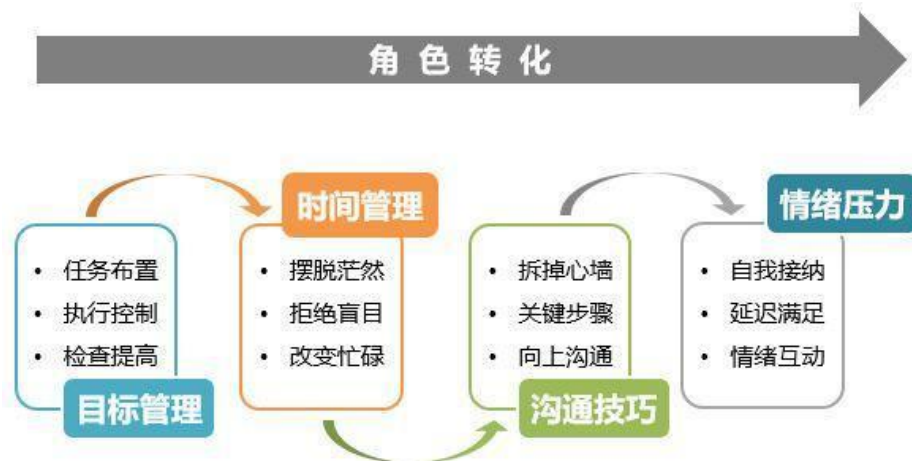 角色转化
任务布置
执行控制
检查提高
目标管理
时间管理
摆脱茫然
拒绝盲目
改变忙碌
拆掉心墙
关键步骤
向上沟通
沟通技巧
情绪压力
自我接纳
延迟满足
情绪互动